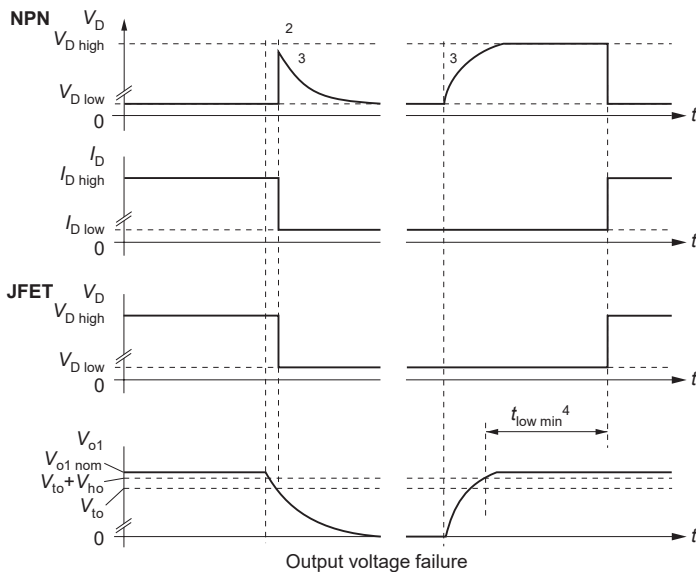 NPN V_D
V_D high
2
3
3
V_D low
0
t
I_D
I_D high
I_D low
0
t
JFET V_D
V_D high
V_D low
0
t
t_low min^4
V_o1
V_o1 nom
V_to+V_ho
V_to
0
t
Output voltage failure